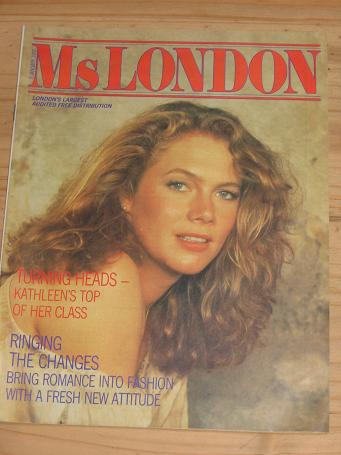 Ms LONDON
LONDON'S LARGEST
AUDITED FREE DISTRIBUTION
TURNING HEADS –
KATHLEEN'S TOP
OF HER CLASS
RINGING
THE CHANGES
BRING ROMANCE INTO FASHION
WITH A FRESH NEW ATTITUDE